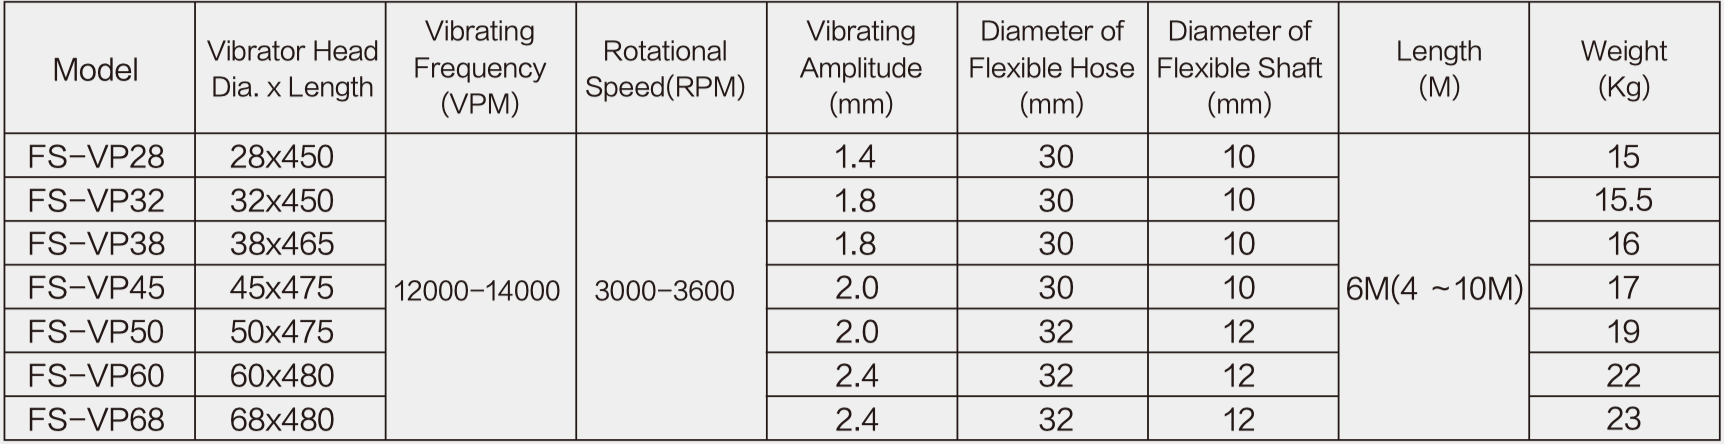 Model Vibrator Head Dia. x Length Vibrating Frequency (VPM) Rotational Speed(RPM) Vibrating Amplitude (mm) Diameter of Flexible Hose (mm) Diameter of Flexible Shaft (mm) Length (M) Weight (Kg)
FS-VP28 28x450 1.4 30 10 15
FS-VP32 32x450 1.8 30 10 15.5
FS-VP38 38x465 1.8 30 10 16
FS-VP45 45x475 12000-14000 3000-3600 2.0 30 10 6M(4 ~10M) 17
FS-VP50 50x475 2.0 32 12 19
FS-VP60 60x480 2.4 32 12 22
FS-VP68 68x480 2.4 32 12 23